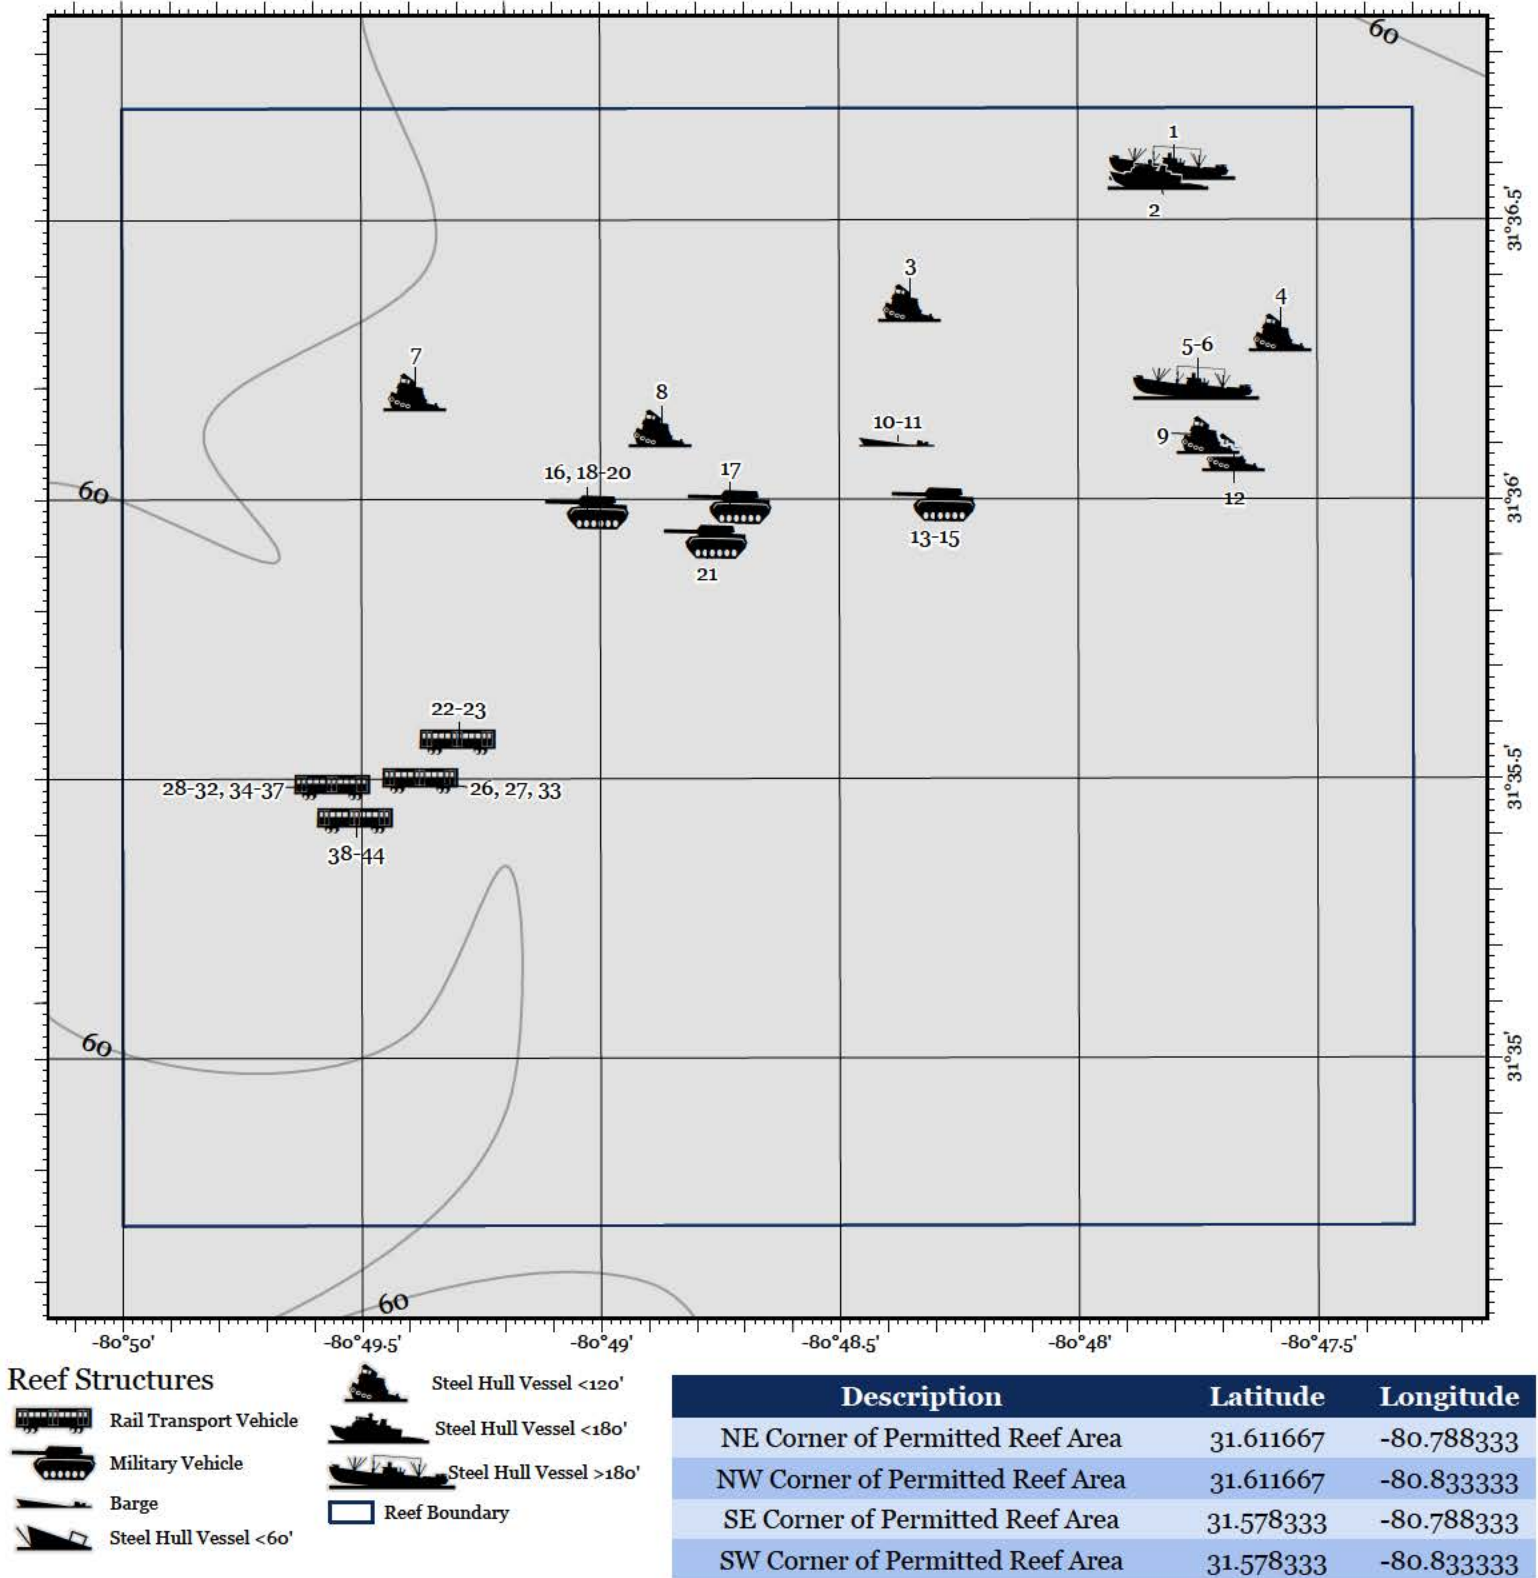 60
1
2
31°36.5'
3
4
5-6
7
8
10-11
9
12
16, 18-20
17
60
31°36'
13-15
21
22-23
28-32, 34-37
26, 27, 33
31°35.5'
38-44
60
31°35'
60
-80°50' -80°49.5' -80°49' -80°48.5' -80°48' -80°47.5'
Reef Structures
Rail Transport Vehicle
Military Vehicle
Barge
Steel Hull Vessel <60'
Steel Hull Vessel <120'
Steel Hull Vessel <180'
Steel Hull Vessel >180'
Reef Boundary
Description Latitude Longitude
NE Corner of Permitted Reef Area 31.611667 -80.788333
NW Corner of Permitted Reef Area 31.611667 -80.833333
SE Corner of Permitted Reef Area 31.578333 -80.788333
SW Corner of Permitted Reef Area 31.578333 -80.833333